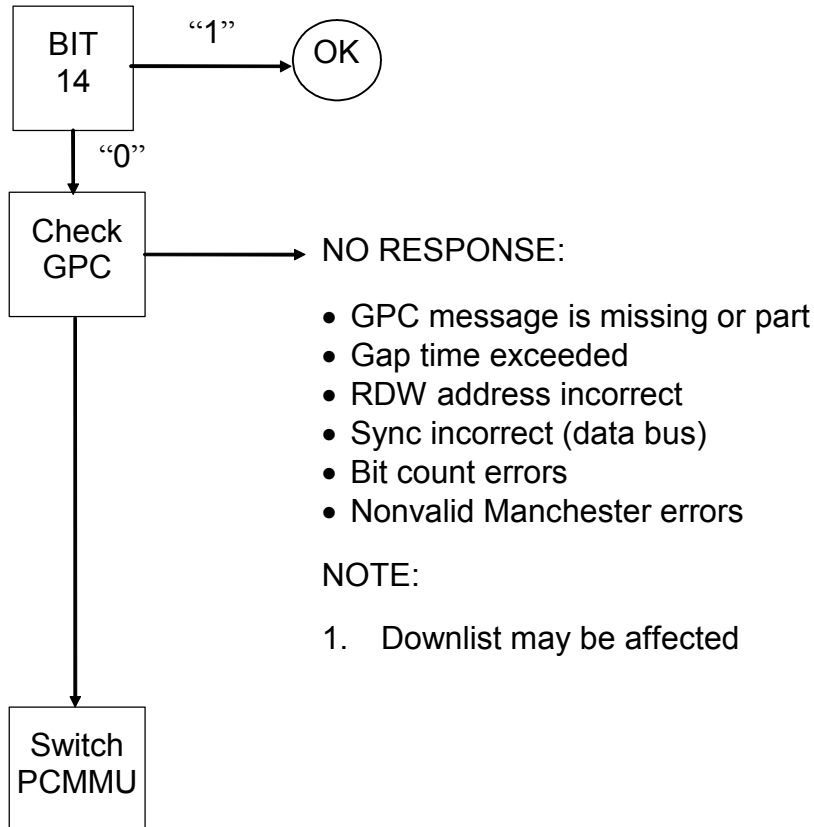 BIT
14
“1”
OK
“0”
Check
GPC
NO RESPONSE:
• GPC message is missing or part
• Gap time exceeded
• RDW address incorrect
• Sync incorrect (data bus)
• Bit count errors
• Nonvalid Manchester errors
NOTE:
1. Downlist may be affected
Switch
PCMMU